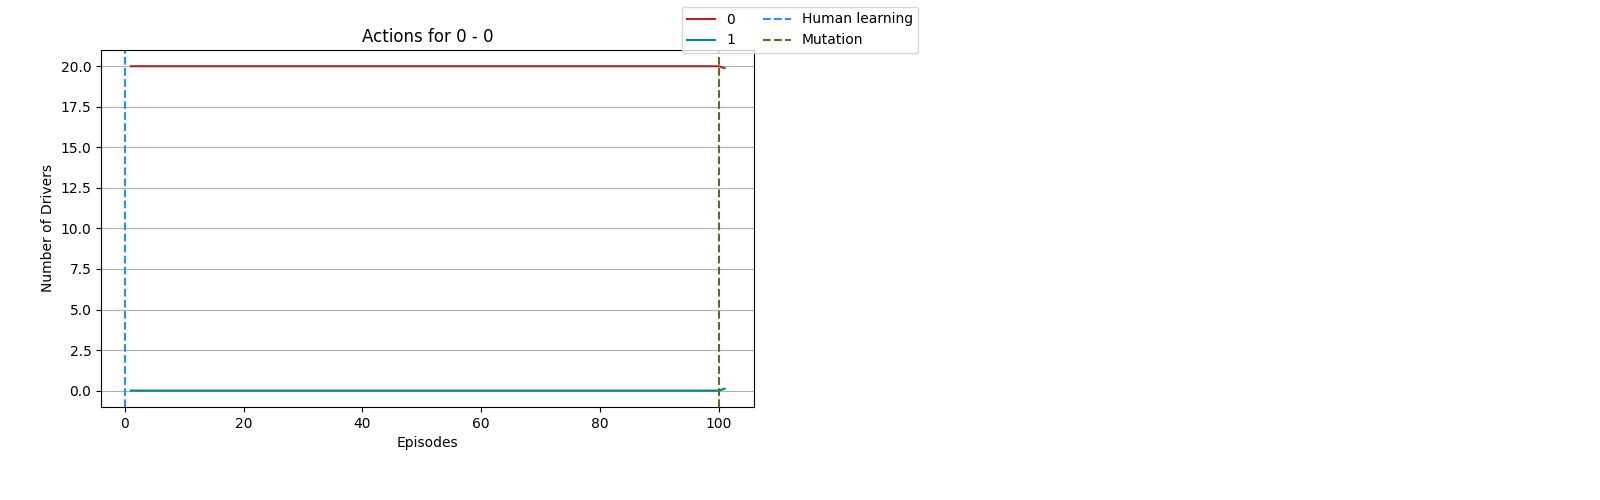 0
1
Human learning
Mutation
Actions for 0 - 0
Number of Drivers
20.0
17.5
15.0
12.5
10.0
7.5
5.0
2.5
0.0
0 20 40 60 80 100
Episodes